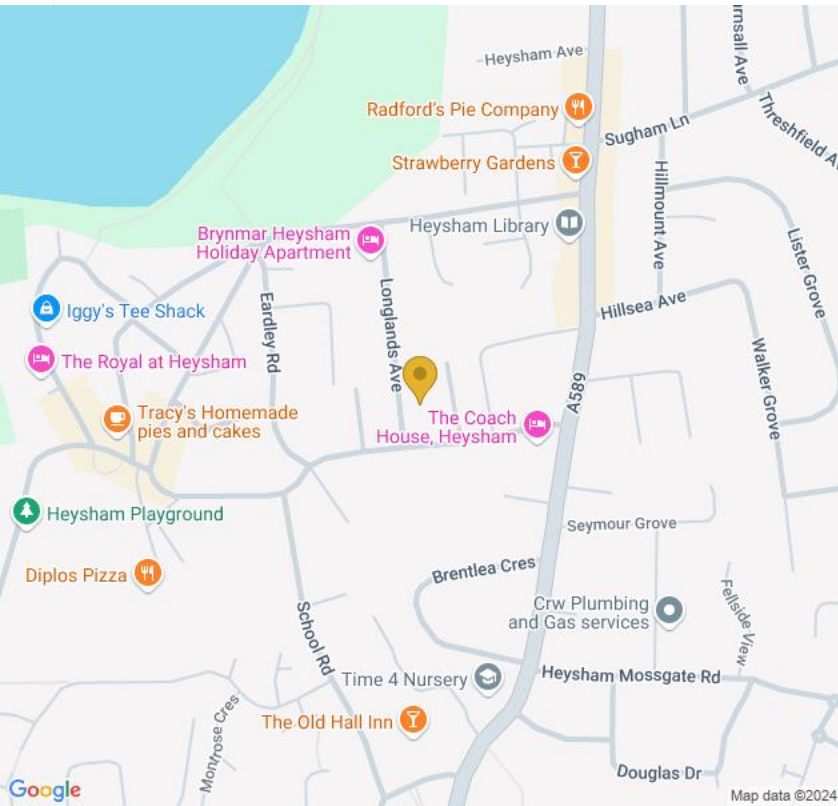 Heysham Ave
rnsall Ave
Threshfield A
Radford's Pie Company
Sugham Ln
Strawberry Gardens
Hillmount Ave
Brynmar Heysham
Holiday Apartment
Heysham Library
Lister Grove
Longlands Ave
Eardley Rd
Iggy's Tee Shack
Hillsea Ave
The Royal at Heysham
Walker Grove
A589
Tracy's Homemade
pies and cakes
The Coach
House, Heysham
Heysham Playground
Seymour Grove
Diplos Pizza
Brentlea Cres
Crw Plumbing
and Gas services
Fellside View
School Rd
Time 4 Nursery
Heysham Mossgate Rd
The Old Hall Inn
Montrose Cres
Douglas Dr
Google
Map data ©2024